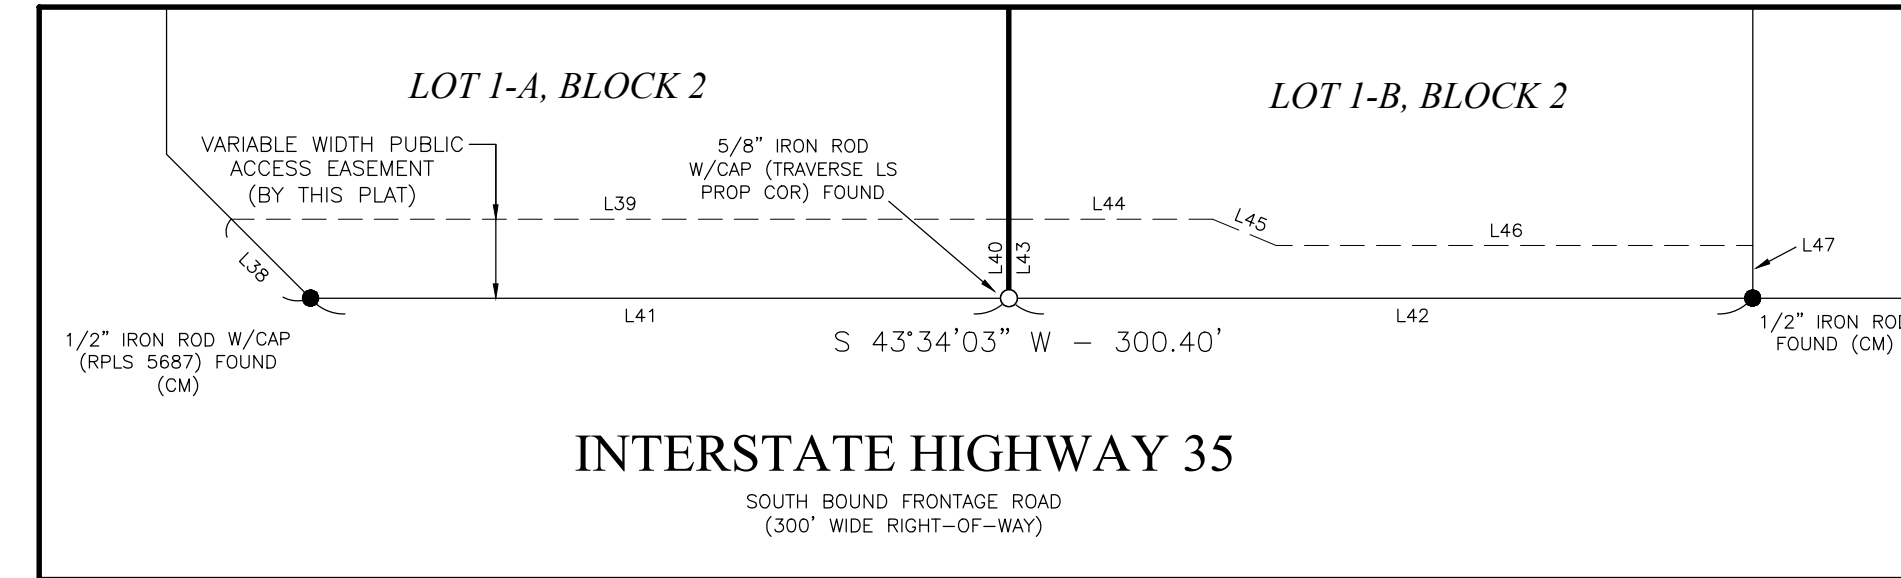 LOT 1-A, BLOCK 2
LOT 1-B, BLOCK 2
VARIABLE WIDTH PUBLIC
ACCESS EASEMENT
(BY THIS PLAT)
5/8" IRON ROD
W/CAP (TRAVERSE LS
PROP COR) FOUND
L39
L44
L45
L46
L47
L38
L40
L43
L41
L42
1/2" IRON ROD W/CAP
(RPLS 5687) FOUND
(CM)
S 43°34'03" W - 300.40'
1/2" IRON ROD
FOUND (CM)
INTERSTATE HIGHWAY 35
SOUTH BOUND FRONTAGE ROAD
(300' WIDE RIGHT-OF-WAY)